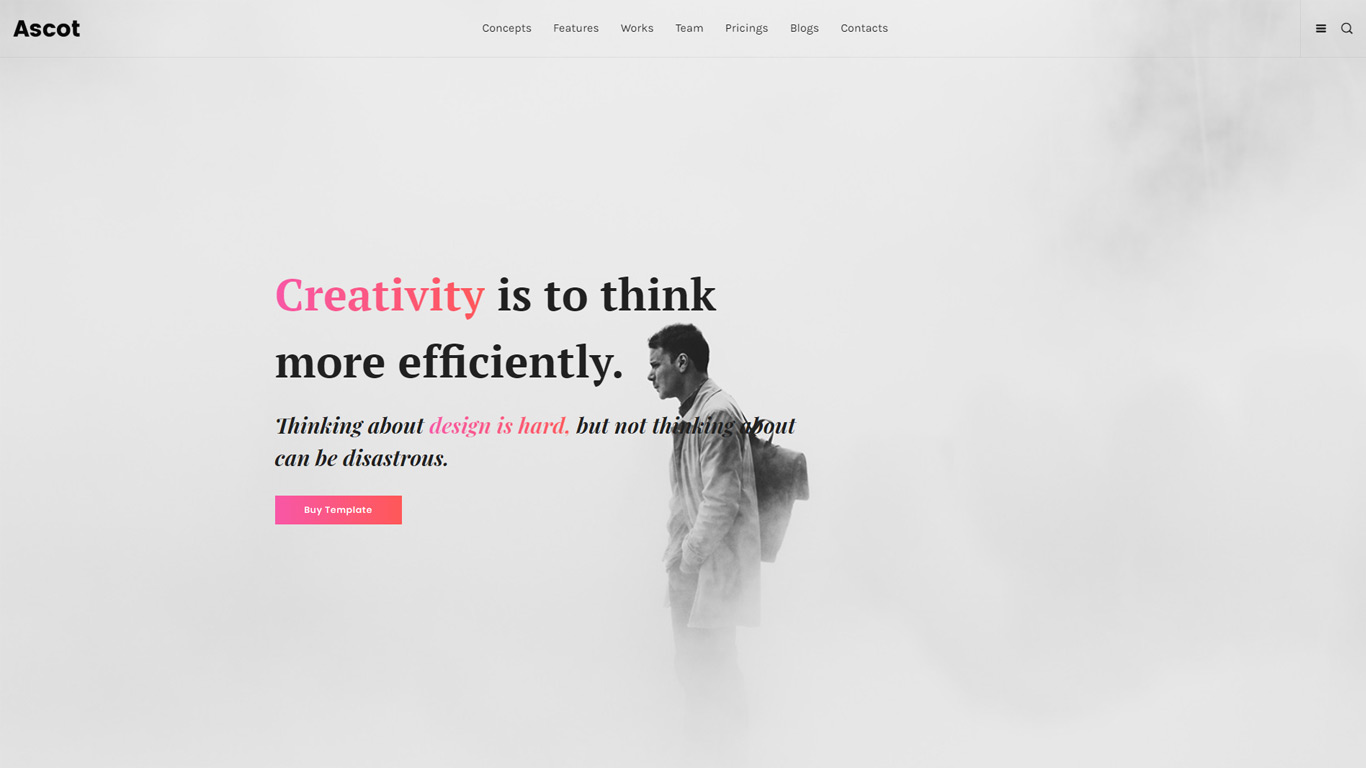 Ascot
Concepts Features Works Team Pricings Blogs Contacts
Creativity is to think
more efficiently.
Thinking about design is hard, but not thinking about
can be disastrous.
Buy Template